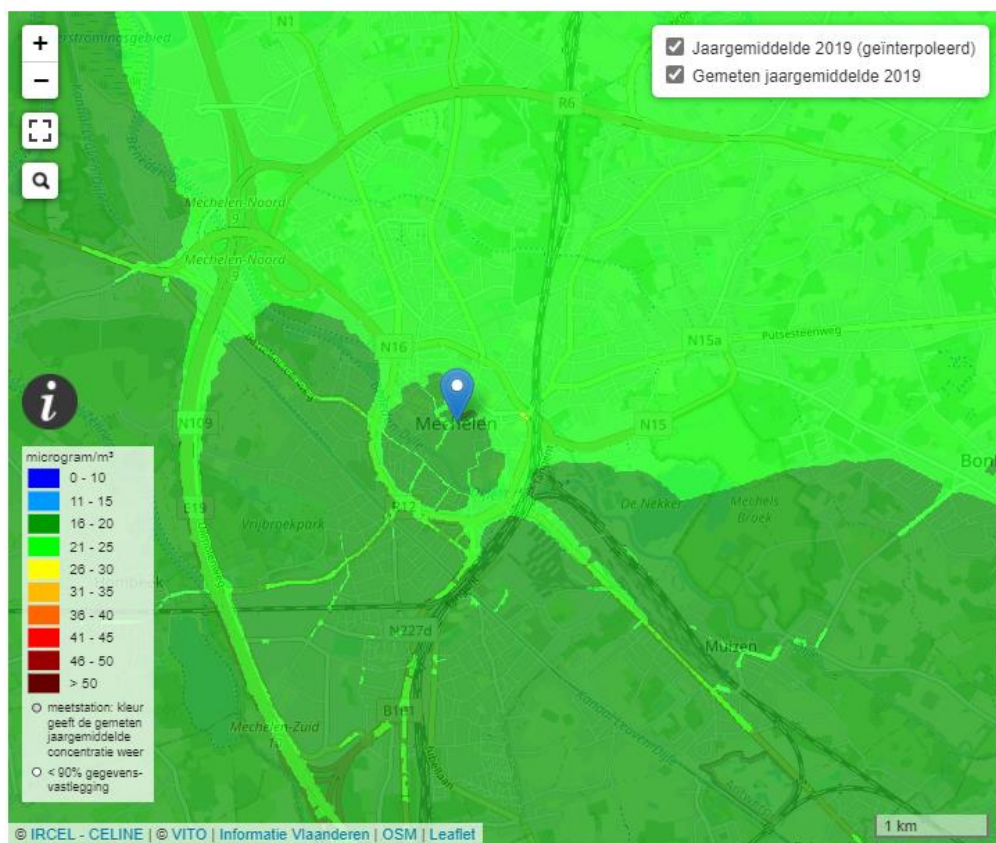 +
−
i
N1
R6
Jaargemiddelde 2019 (geïnterpoleerd)
Gemeten jaargemiddelde 2019
Mechelen-Noord
9
Mechelen-Noord
9
N16
N15a
Putsesteenweg
Mechelen
N15
N109
E19
Vrijbroekpark
R12
De Nekker
Mechels
Broek
N227d
Muizen
Mechelen-Zuid
B101
microgram/m³
0 - 10
11 - 15
16 - 20
21 - 25
26 - 30
31 - 35
36 - 40
41 - 45
46 - 50
> 50
meetstation: kleur
geeft de gemeten
jaargemiddelde
concentratie weer
< 90% gegevens-
vastlegging
© IRCEL - CELINE | © VITO | Informatie Vlaanderen | OSM | Leaflet
1 km